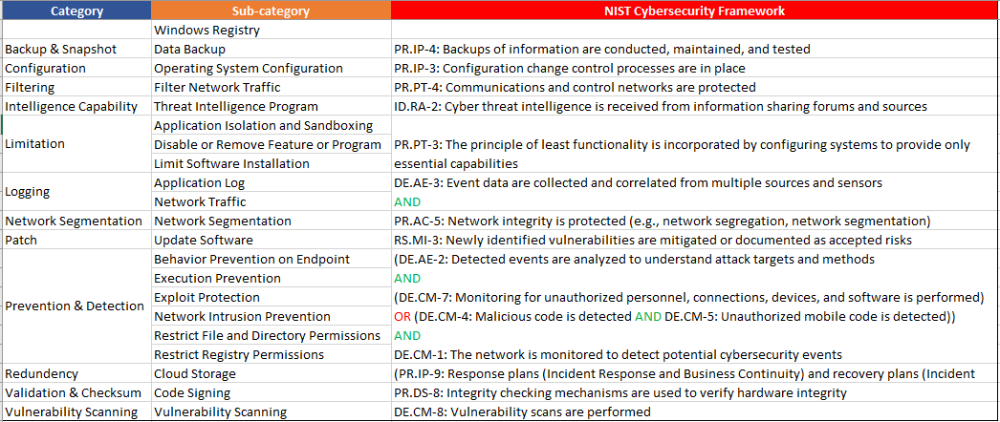 Category Sub-category NIST Cybersecurity Framework
Windows Registry
Backup & Snapshot Data Backup PR.IP-4: Backups of information are conducted, maintained, and tested
Configuration Operating System Configuration PR.IP-3: Configuration change control processes are in place
Filtering Filter Network Traffic PR.PT-4: Communications and control networks are protected
Intelligence Capability Threat Intelligence Program ID.RA-2: Cyber threat intelligence is received from information sharing forums and sources
Application Isolation and Sandboxing
Limitation Disable or Remove Feature or Program PR.PT-3: The principle of least functionality is incorporated by configuring systems to provide only
Limit Software Installation essential capabilities
Logging Application Log DE.AE-3: Event data are collected and correlated from multiple sources and sensors
Network Traffic AND
Network Segmentation Network Segmentation PR.AC-5: Network integrity is protected (e.g., network segregation, network segmentation)
Patch Update Software RS.MI-3: Newly identified vulnerabilities are mitigated or documented as accepted risks
Behavior Prevention on Endpoint (DE.AE-2: Detected events are analyzed to understand attack targets and methods
Execution Prevention AND
Prevention & Detection Exploit Protection (DE.CM-7: Monitoring for unauthorized personnel, connections, devices, and software is performed)
Network Intrusion Prevention OR (DE.CM-4: Malicious code is detected AND DE.CM-5: Unauthorized mobile code is detected))
Restrict File and Directory Permissions AND
Restrict Registry Permissions DE.CM-1: The network is monitored to detect potential cybersecurity events
Redundency Cloud Storage (PR.IP-9: Response plans (Incident Response and Business Continuity) and recovery plans (Incident
Validation & Checksum Code Signing PR.DS-8: Integrity checking mechanisms are used to verify hardware integrity
Vulnerability Scanning Vulnerability Scanning DE.CM-8: Vulnerability scans are performed